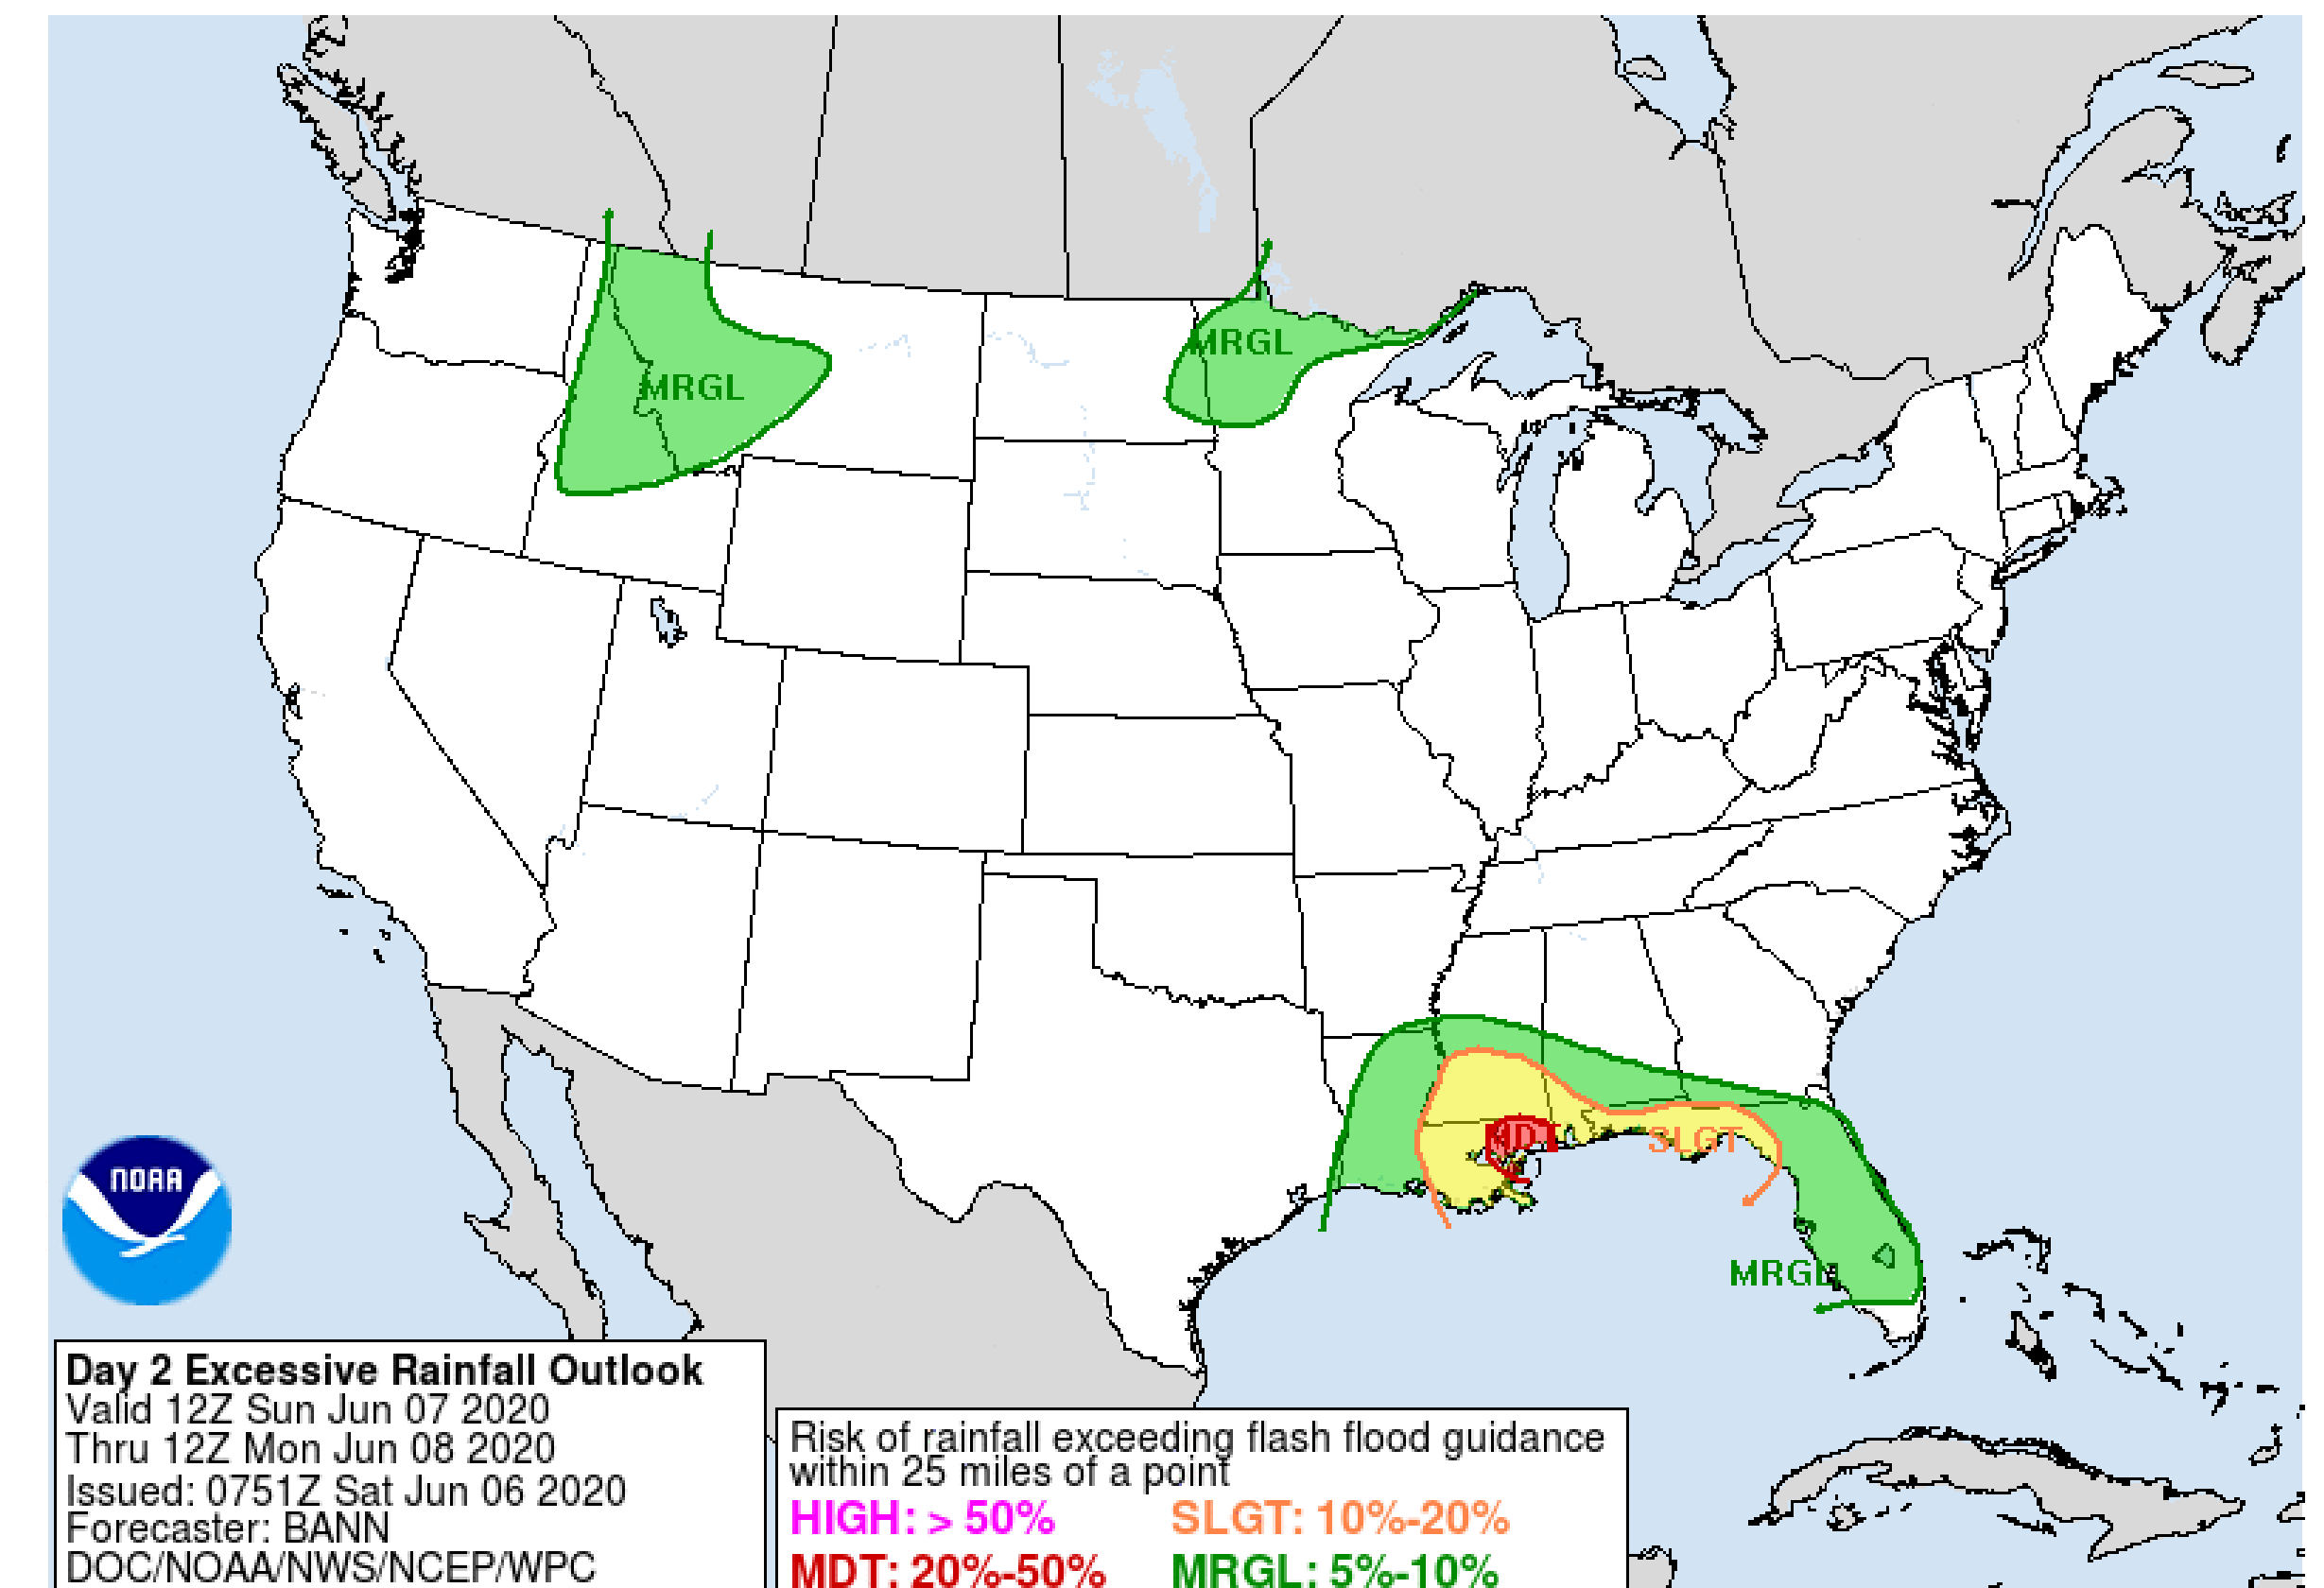 MRGL
MRGL
MDT
SLGT
MRGL
NOAA
Day 2 Excessive Rainfall Outlook
Valid 12Z Sun Jun 07 2020
Thru 12Z Mon Jun 08 2020
Issued: 0751Z Sat Jun 06 2020
Forecaster: BANN
DOC/NOAA/NWS/NCEP/WPC
Risk of rainfall exceeding flash flood guidance
within 25 miles of a point
HIGH: > 50% SLGT: 10%-20%
MDT: 20%-50% MRGL: 5%-10%